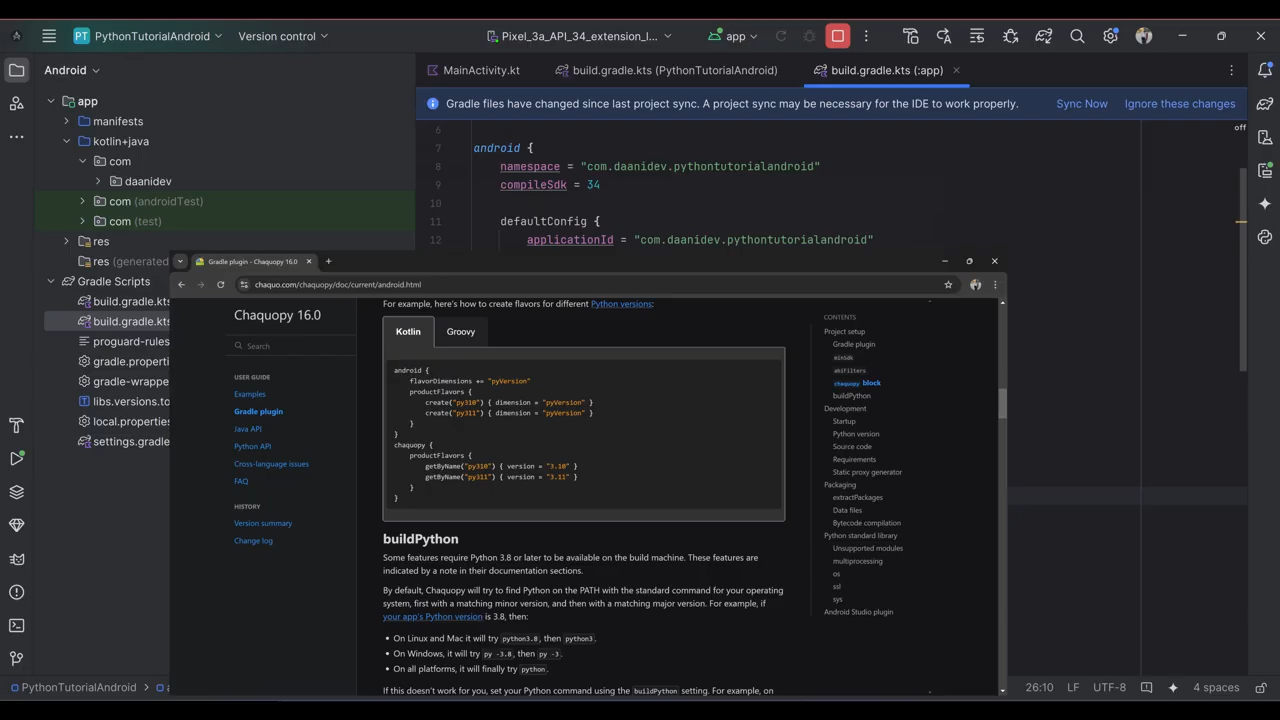 PT PythonTutorialAndroid
Version control
Pixel_3a_API_34_extension_l...
app
Android
MainActivity.kt
build.gradle.kts (PythonTutorialAndroid)
build.gradle.kts (:app)
Gradle files have changed since last project sync. A project sync may be necessary for the IDE to work properly.
Sync Now
Ignore these changes
off
app
manifests
kotlin+java
com
daanidev
com (androidTest)
com (test)
res
res (generated
Gradle Scripts
build.gradle.kts
build.gradle.kts
proguard-rules
gradle.properti
gradle-wrappe
libs.versions.to
local.properties
settings.gradle
6
7 android {
8 namespace = "com.daanidev.pythontutorialandroid"
9 compileSdk = 34
10
11 defaultConfig {
12 applicationId = "com.daanidev.pythontutorialandroid"
Gradle plugin - Chaquopy 16.0
chaquo.com/chaquopy/doc/current/android.html
Chaquopy 16.0
Search
USER GUIDE
Examples
Gradle plugin
Java API
Python API
Cross-language issues
FAQ
HISTORY
Version summary
Change log
For example, here's how to create flavors for different Python versions:
Kotlin
Groovy
android {
flavorDimensions += "pyVersion"
productFlavors {
create("py310") { dimension = "pyVersion" }
create("py311") { dimension = "pyVersion" }
}
}
chaquopy {
productFlavors {
getByName("py310") { version = "3.10" }
getByName("py311") { version = "3.11" }
}
}
buildPython
Some features require Python 3.8 or later to be available on the build machine. These features are
indicated by a note in their documentation sections.
By default, Chaquopy will try to find Python on the PATH with the standard command for your operating
system, first with a matching minor version, and then with a matching major version. For example, if
your app's Python version is 3.8, then:
• On Linux and Mac it will try python3.8, then python3.
• On Windows, it will try py -3.8, then py -3.
• On all platforms, it will finally try python.
If this doesn't work for you, set your Python command using the buildPython setting. For example, on
CONTENTS
Project setup
Gradle plugin
minSdk
abiFilters
chaquopy block
buildPython
Development
Startup
Python version
Source code
Requirements
Static proxy generator
Packaging
extractPackages
Data files
Bytecode compilation
Python standard library
Unsupported modules
multiprocessing
os
ssl
sys
Android Studio plugin
PythonTutorialAndroid
26:10
LF
UTF-8
4 spaces